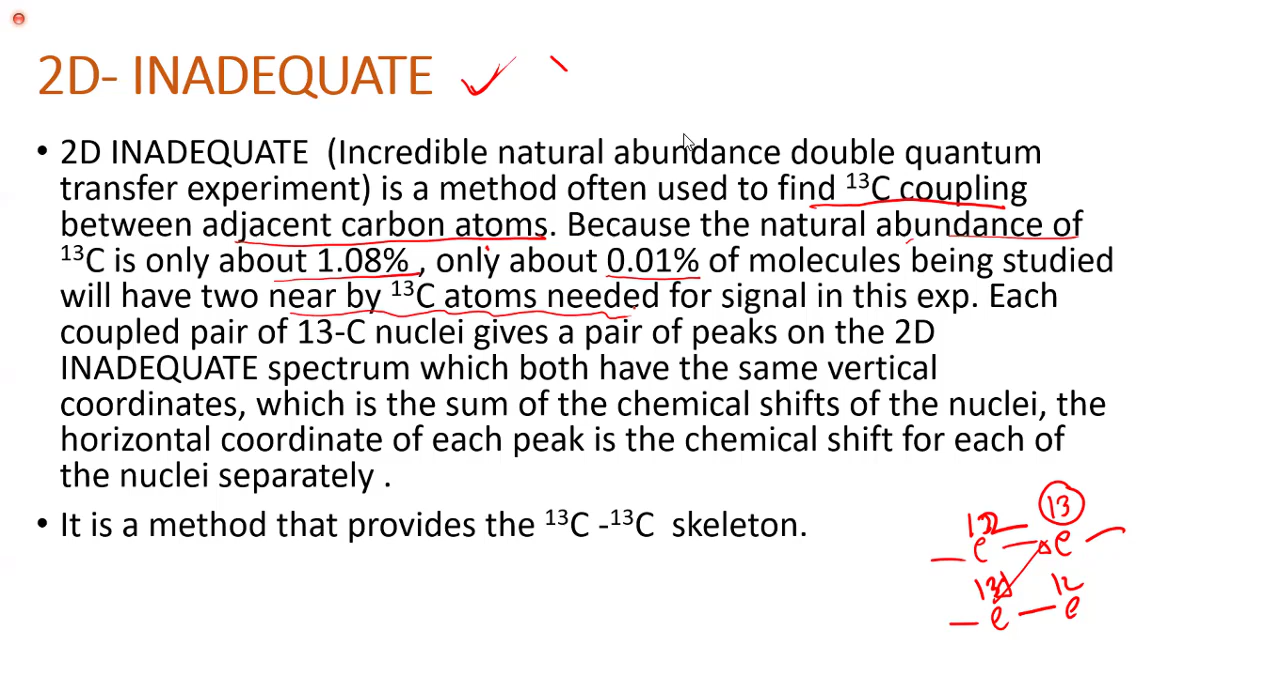 2D- INADEQUATE
• 2D INADEQUATE (Incredible natural abundance double quantum
transfer experiment) is a method often used to find ¹³C coupling
between adjacent carbon atoms. Because the natural abundance of
¹³C is only about 1.08% , only about 0.01% of molecules being studied
will have two near by ¹³C atoms needed for signal in this exp. Each
coupled pair of 13-C nuclei gives a pair of peaks on the 2D
INADEQUATE spectrum which both have the same vertical
coordinates, which is the sum of the chemical shifts of the nuclei, the
horizontal coordinate of each peak is the chemical shift for each of
the nuclei separately .
• It is a method that provides the ¹³C -¹³C skeleton.
13
C C
12
C C